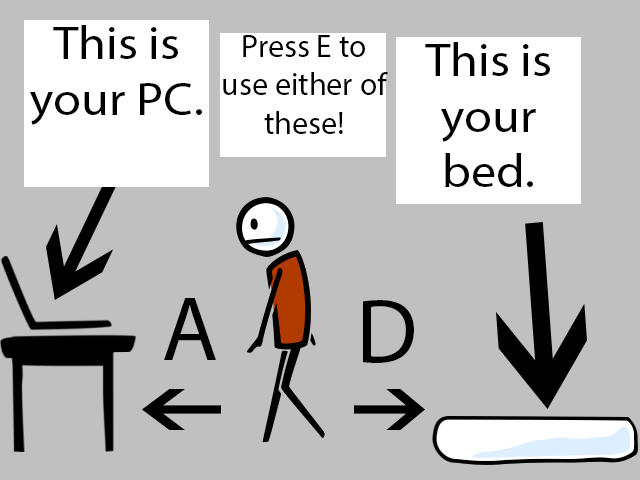 This is
your PC.
Press E to
use either of
these!
This is
your
bed.
A
D